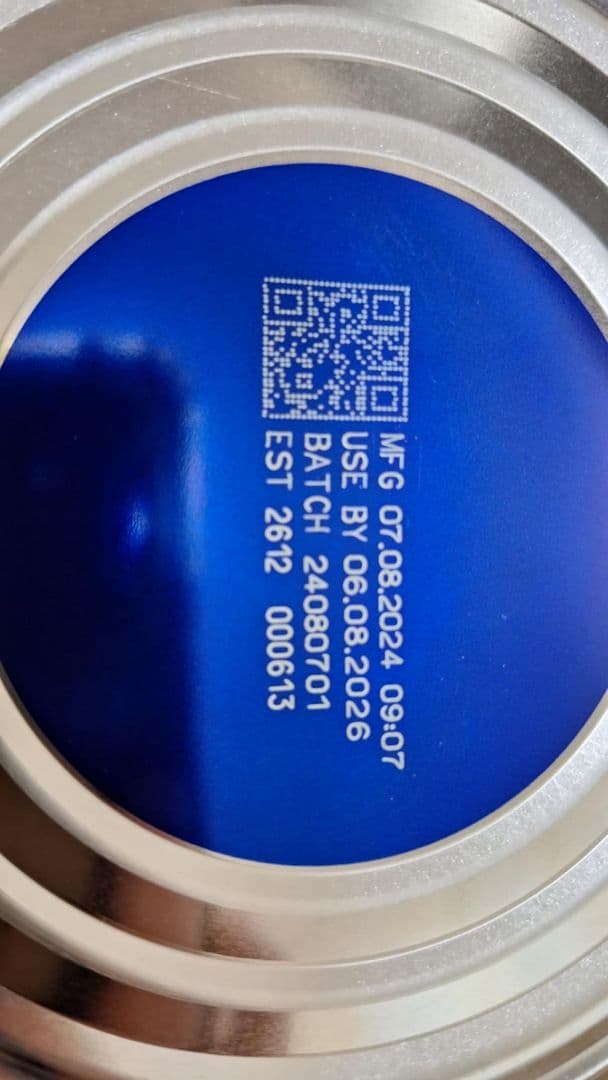 MFG 07.08.2024 09:07
USE BY 06.08.2026
BATCH 24080701
EST 2612 000613